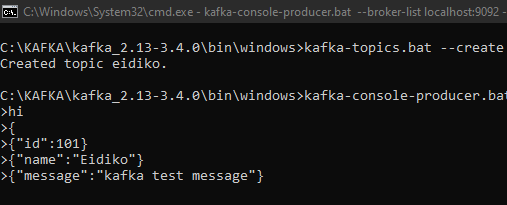 C:\Windows\System32\cmd.exe - kafka-console-producer.bat --broker-list localhost:9092 -
C:\KAFKA\kafka_2.13-3.4.0\bin\windows>kafka-topics.bat --create
Created topic eidiko.
C:\KAFKA\kafka_2.13-3.4.0\bin\windows>kafka-console-producer.bat
>hi
>{
>{"id":101}
>{"name":"Eidiko"}
>{"message":"kafka test message"}